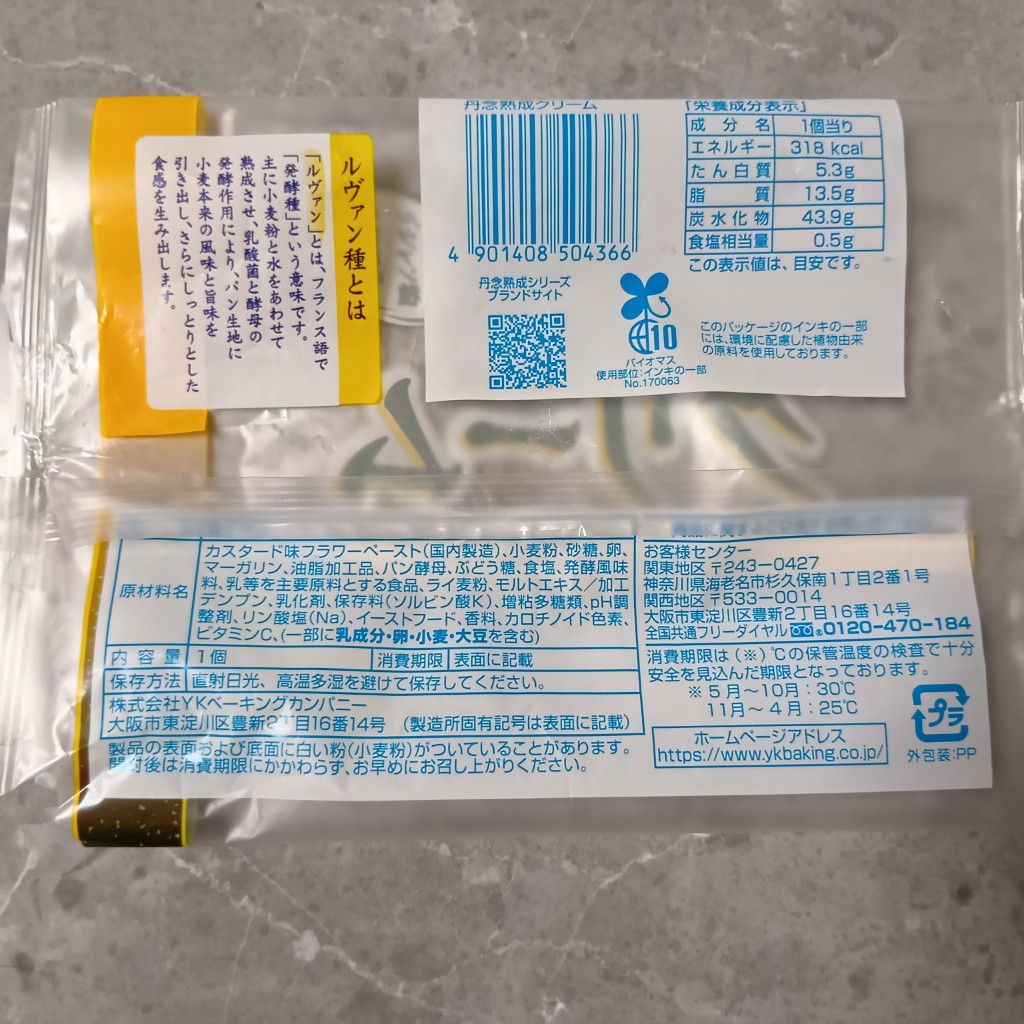 ルヴァン種とは
「ルヴァン」とは、フランス語で
「発酵種」という意味です。
主に小麦粉と水をあわせて
熟成させ、乳酸菌と酵母の
発酵作用により、パン生地に
小麦本来の風味と旨味を
引き出し、さらにしっとりとした
食感を生み出します。
丹念熟成クリーム
4 901408 504366
丹念熟成シリーズ
ブランドサイト
10
バイオマス
使用部位:インキの一部
No.170063
「栄養成分表示」
成分名 1個当り
エネルギー 318 kcal
たん白質 5.3g
脂質 13.5g
炭水化物 43.9g
食塩相当量 0.5g
この表示値は、目安です。
このパッケージのインキの一部
には、環境に配慮した植物由来
の原料を使用しております。
クリーム
原材料名
カスタード味フラワーペースト(国内製造)、小麦粉、砂糖、卵、
マーガリン、油脂加工品、パン酵母、ぶどう糖、食塩、発酵風味
料、乳等を主要原料とする食品、ライ麦粉、モルトエキス/加工
デンプン、乳化剤、保存料(ソルビン酸K)、増粘多糖類、pH調
整剤、リン酸塩(Na)、イーストフード、香料、カロチノイド色素、
ビタミンC、(一部に乳成分・卵・小麦・大豆を含む)
内容量 1個 消費期限 表面に記載
保存方法 直射日光、高温多湿を避けて保存してください。
株式会社YKベーキングカンパニー
大阪市東淀川区豊新2丁目16番14号 (製造所固有記号は表面に記載)
製品の表面および底面に白い粉(小麦粉)がついていることがあります。
開封後は消費期限にかかわらず、お早めにお召し上がりください。
お客様センター
関東地区 〒243-0427
神奈川県海老名市杉久保南1丁目2番1号
関西地区 〒533-0014
大阪市東淀川区豊新2丁目16番14号
全国共通フリーダイヤル 0120-470-184
消費期限は(※)℃の保管温度の検査で十分
安全を見込んだ期限となっております。
※ 5月〜10月:30℃
11月〜4月:25℃
ホームページアドレス
https://www.ykbaking.co.jp/
プラ
外包装:PP